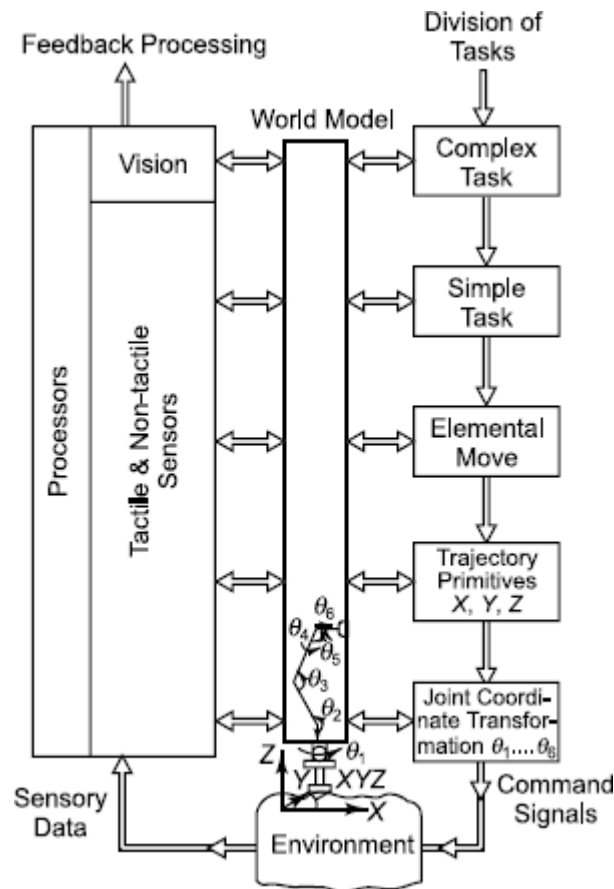 Feedback Processing
Division of
Tasks
World Model
Vision
Complex
Task
Simple
Task
Processors
Tactile & Non-tactile
Sensors
Elemental
Move
Trajectory
Primitives
X, Y, Z
θ6
θ4
θ5
θ3
θ2
Joint Coordi-
nate Transfor-
mation θ1....θ6
θ1
Z
Y
XYZ
X
Sensory
Data
Environment
Command
Signals